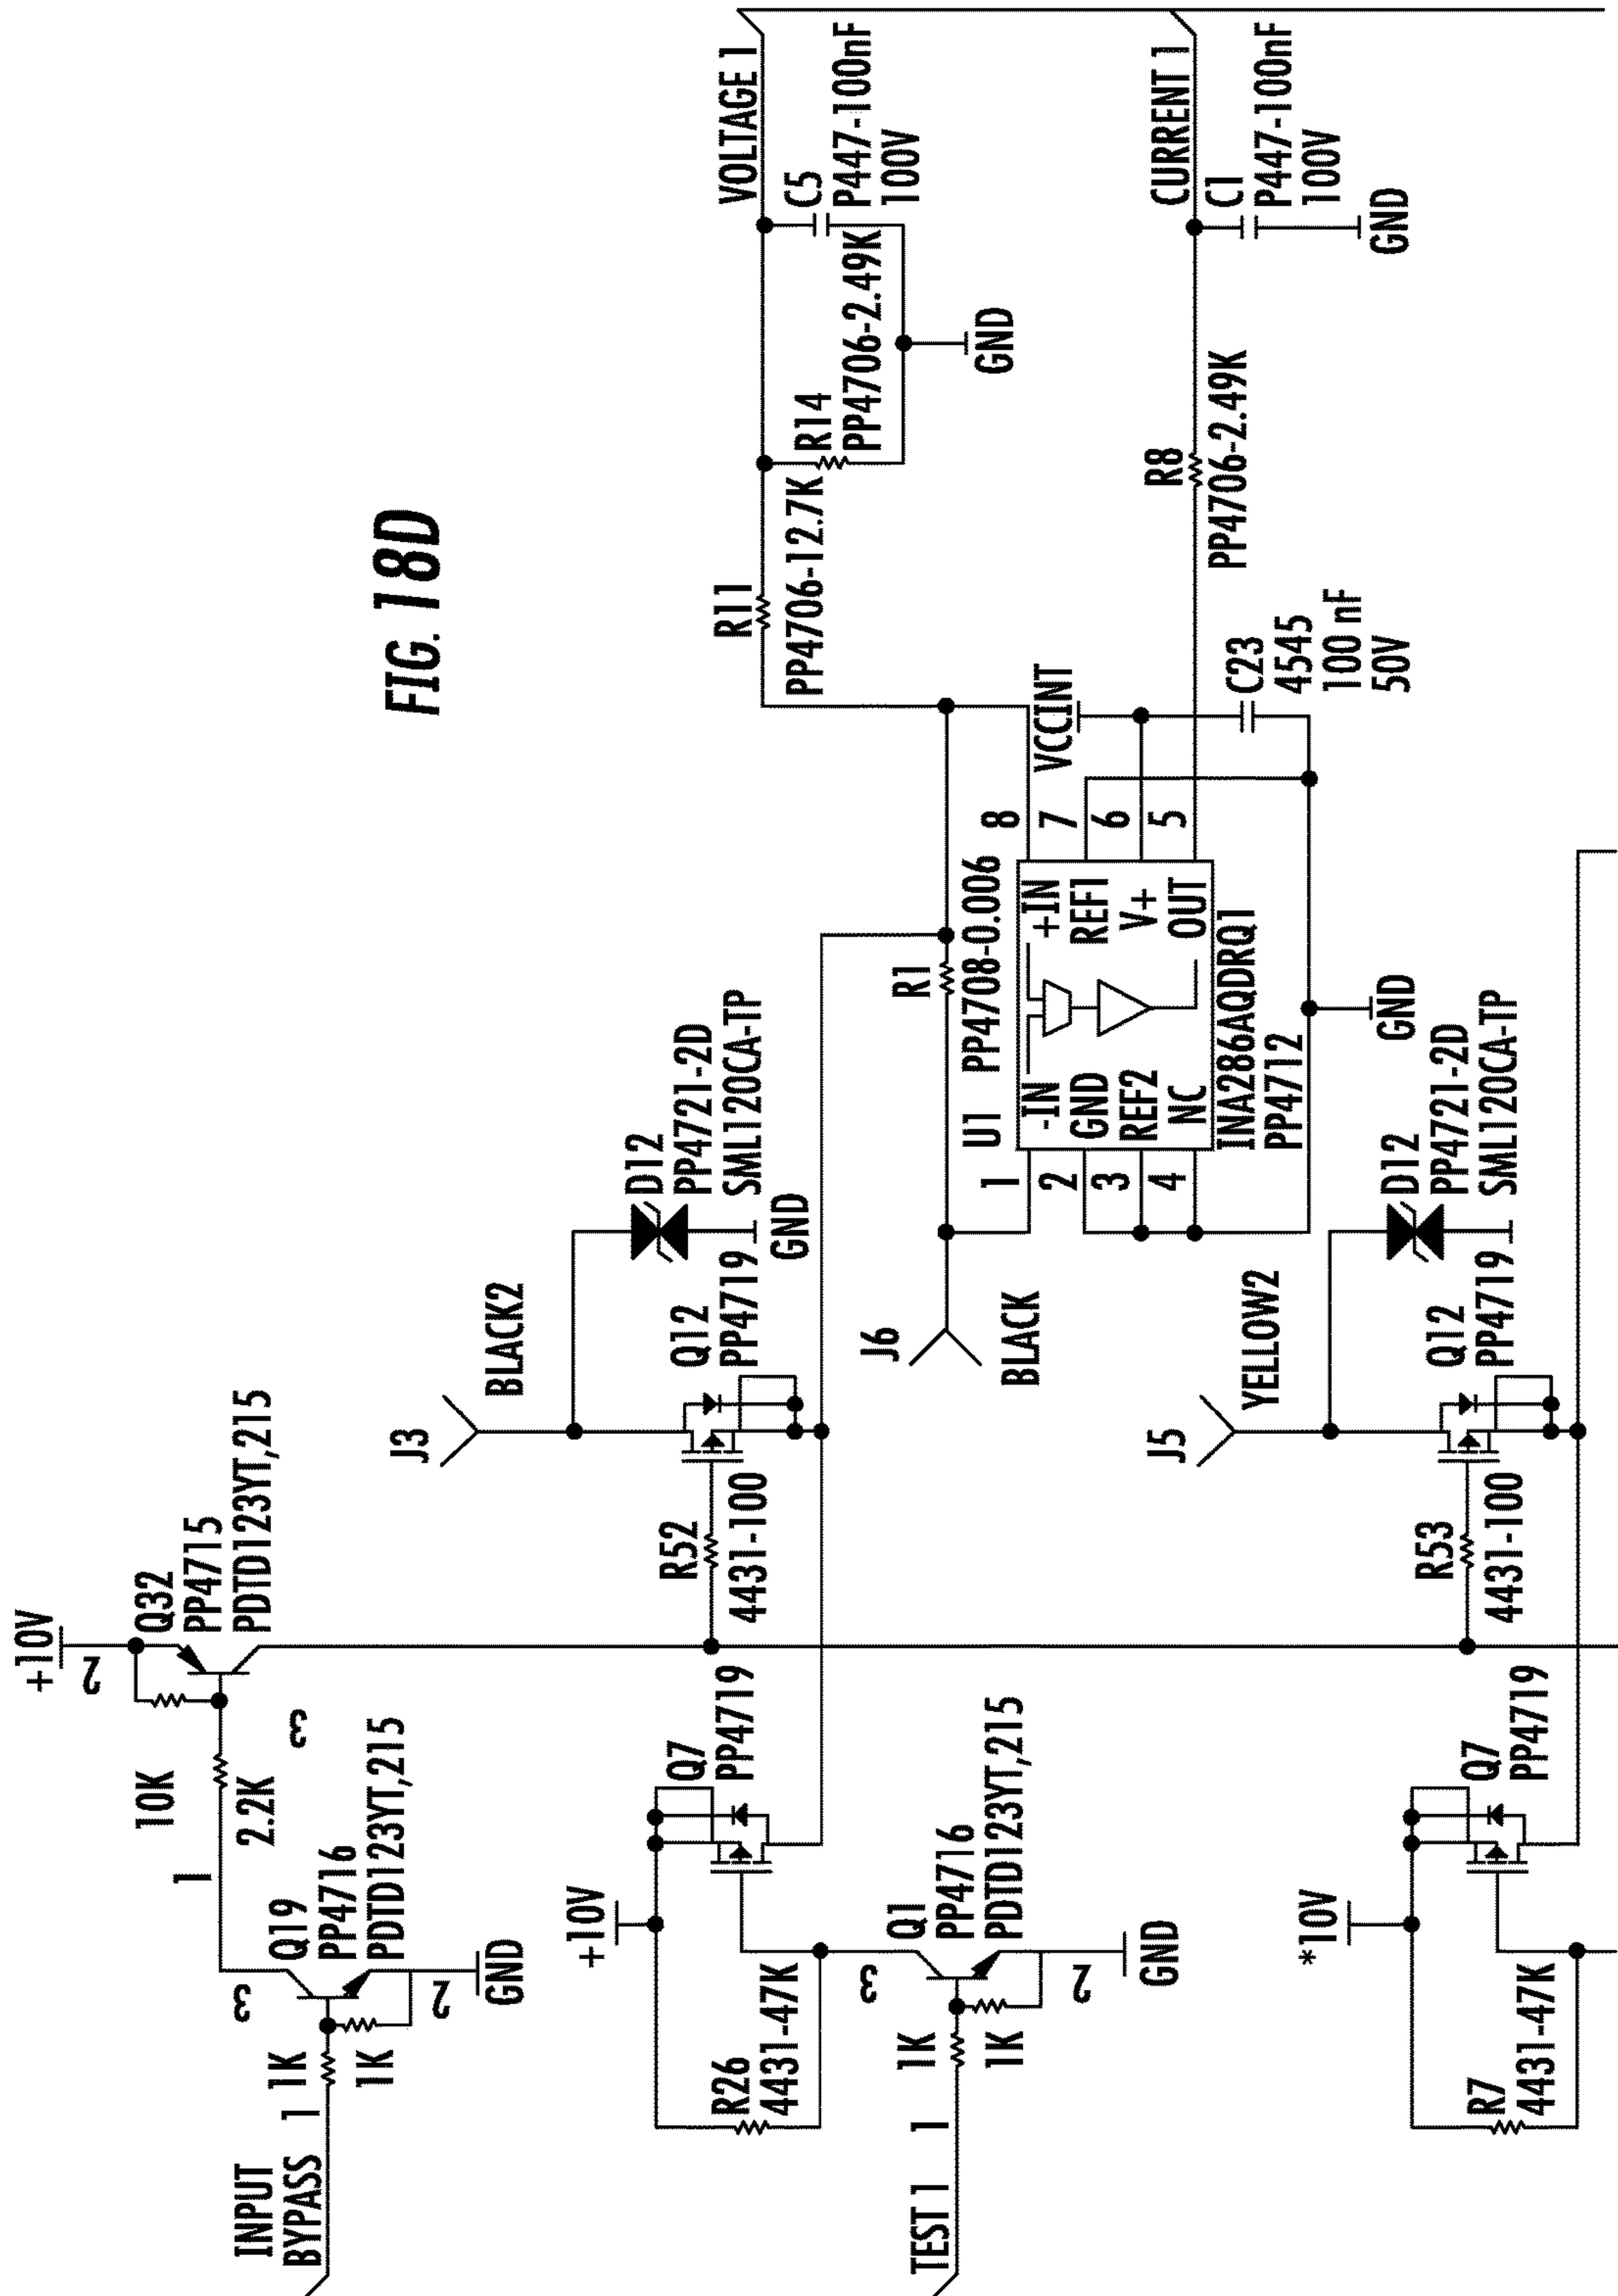 FIG. 18D
+10V
2
Q32
PP4715
PDTD123YT,215
10K
2.2K
3
1
Q19
PP4716
PDTD123YT,215
3
2
GND
1K
1K
INPUT
BYPASS
1
J3
BLACK2
D12
PP4721-2D
SML120CA-TP
GND
Q12
PP4719
R52
4431-100
+10V
Q7
PP4719
R26
4431-47K
Q1
PP4716
PDTD123YT,215
3
2
GND
1K
1K
TEST 1
1
J6
BLACK
R1
PP4708-0.006
U1
1
2
3
4
-IN
GND
REF2
NC
+IN
REF1
V+
OUT
8
7
6
5
INA286AQDRQ1
PP4712
GND
VCCINT
C23
4545
100 nF
50V
R11
PP4706-12.7K
R14
PP4706-2.49K
GND
VOLTAGE 1
C5
P447-100nF
100V
R8
PP4706-2.49K
CURRENT 1
C1
P447-100nF
100V
GND
J5
YELLOW2
D12
PP4721-2D
SML120CA-TP
Q12
PP4719
R53
4431-100
*10V
Q7
PP4719
R7
4431-47K